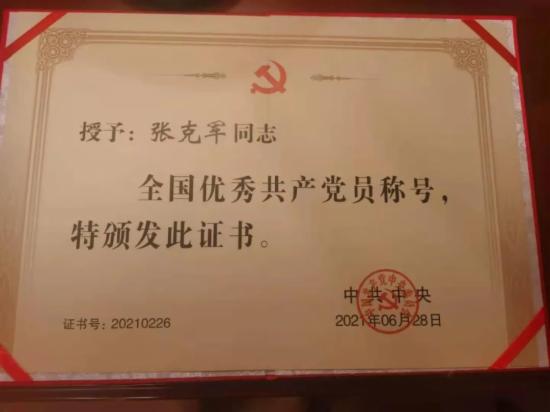 授予：张克军同志
全国优秀共产党员称号，
特颁发此证书。
中共中央
2021年06月28日
证书号：20210226